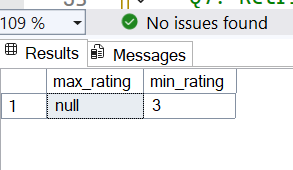 109 %
No issues found
Results
Messages
max_rating
min_rating
1
null
3